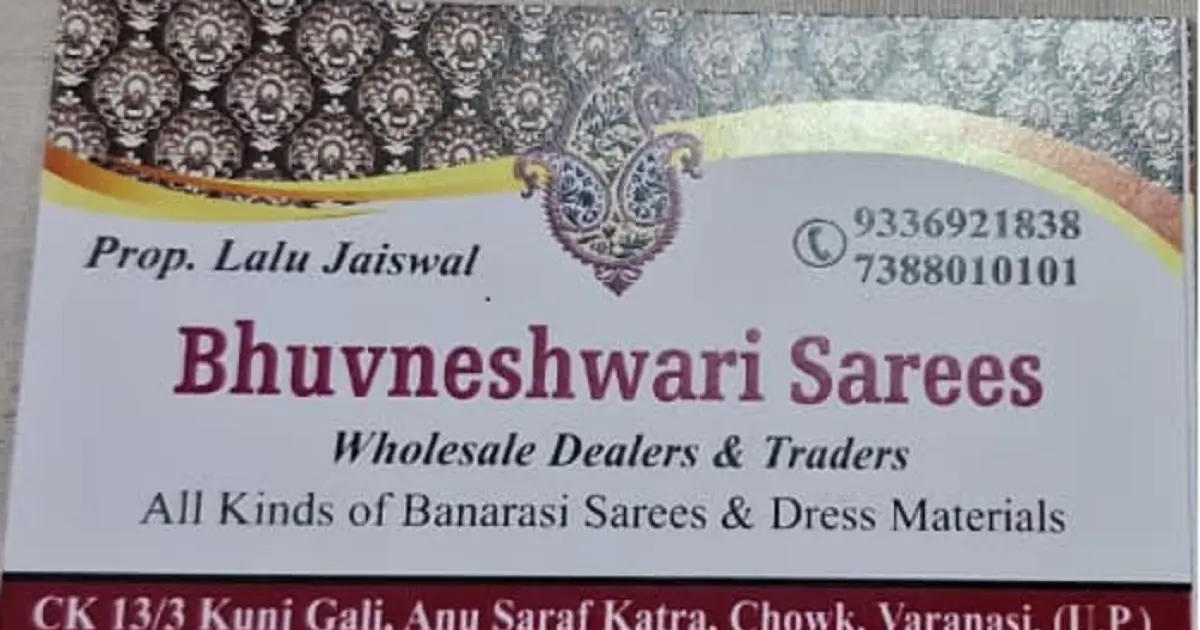 Prop. Lalu Jaiswal
9336921838
7388010101
Bhuvneshwari Sarees
Wholesale Dealers & Traders
All Kinds of Banarasi Sarees & Dress Materials
CK 13/3 Kunj Gali, Anu Saraf Katra, Chowk, Varanasi, (U.P.)